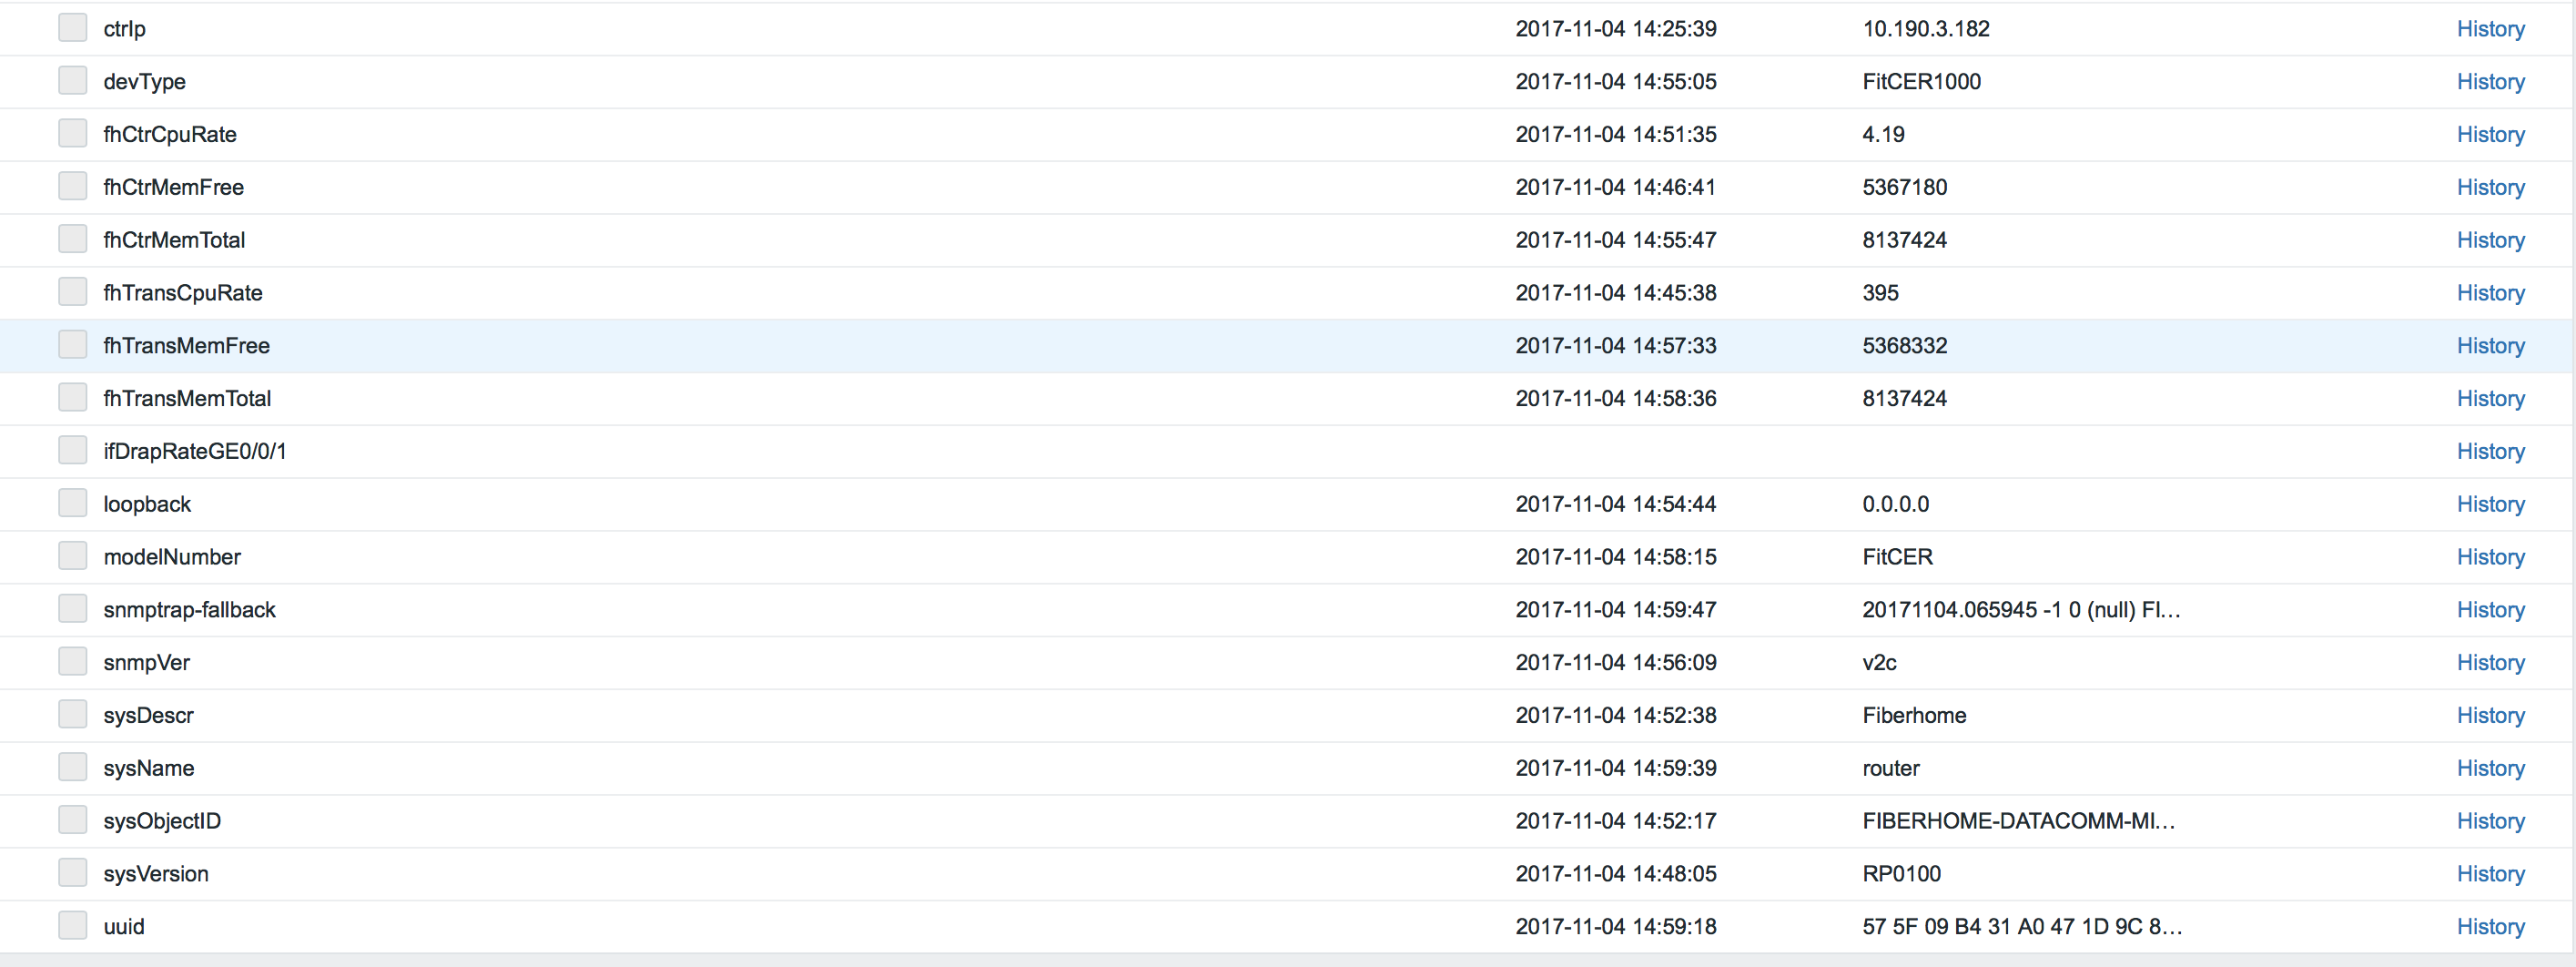 ctrIp 2017-11-04 14:25:39 10.190.3.182 History
devType 2017-11-04 14:55:05 FitCER1000 History
fhCtrCpuRate 2017-11-04 14:51:35 4.19 History
fhCtrMemFree 2017-11-04 14:46:41 5367180 History
fhCtrMemTotal 2017-11-04 14:55:47 8137424 History
fhTransCpuRate 2017-11-04 14:45:38 395 History
fhTransMemFree 2017-11-04 14:57:33 5368332 History
fhTransMemTotal 2017-11-04 14:58:36 8137424 History
ifDrapRateGE0/0/1 History
loopback 2017-11-04 14:54:44 0.0.0.0 History
modelNumber 2017-11-04 14:58:15 FitCER History
snmptrap-fallback 2017-11-04 14:59:47 20171104.065945 -1 0 (null) FI... History
snmpVer 2017-11-04 14:56:09 v2c History
sysDescr 2017-11-04 14:52:38 Fiberhome History
sysName 2017-11-04 14:59:39 router History
sysObjectID 2017-11-04 14:52:17 FIBERHOME-DATACOMM-MI... History
sysVersion 2017-11-04 14:48:05 RP0100 History
uuid 2017-11-04 14:59:18 57 5F 09 B4 31 A0 47 1D 9C 8... History